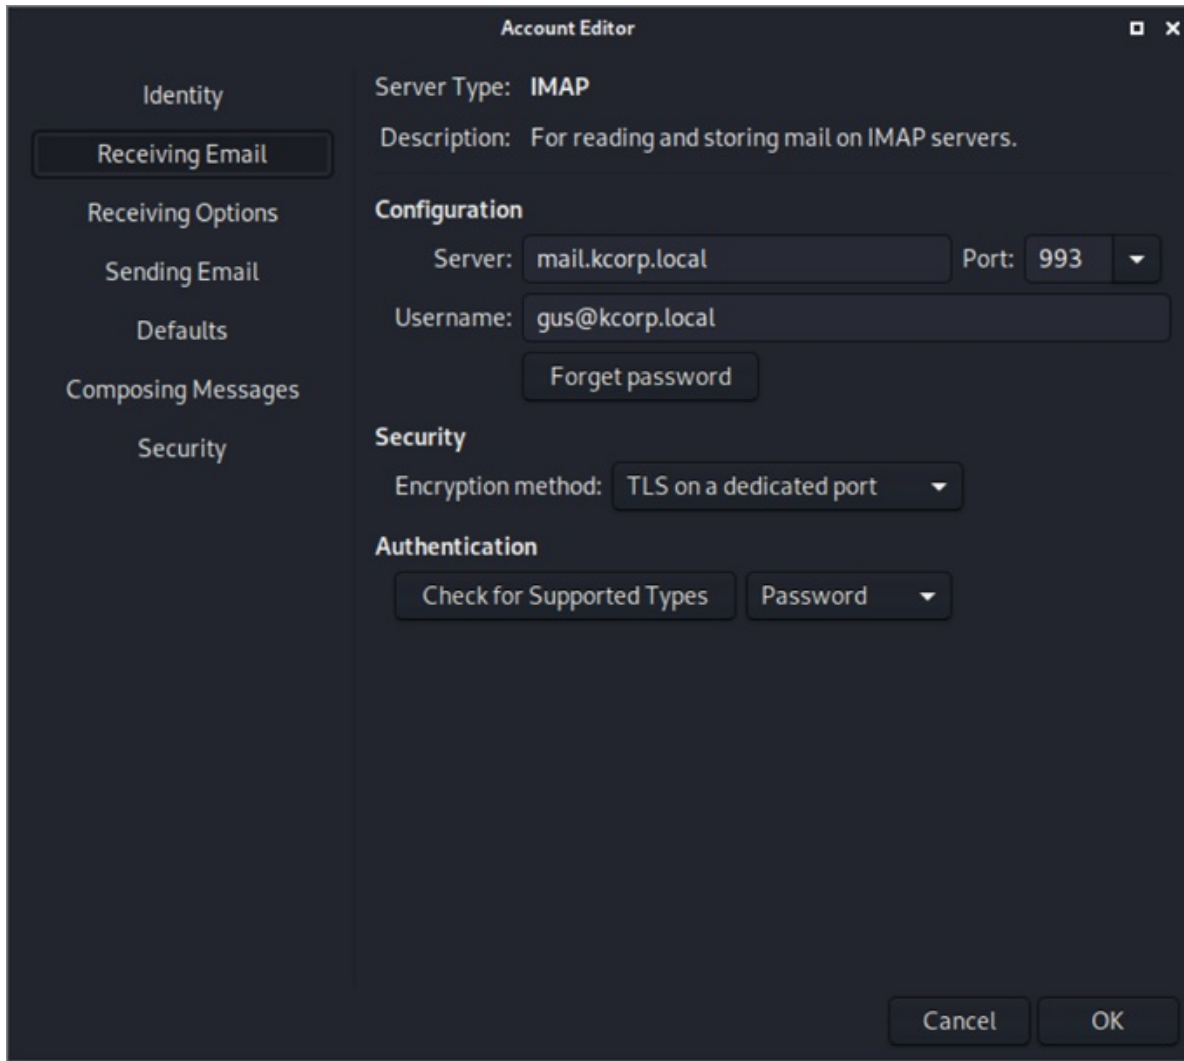 Account Editor
Identity
Receiving Email
Receiving Options
Sending Email
Defaults
Composing Messages
Security
Server Type: IMAP
Description: For reading and storing mail on IMAP servers.
Configuration
Server: mail.kcorp.local Port: 993
Username: gus@kcorp.local
Forget password
Security
Encryption method: TLS on a dedicated port
Authentication
Check for Supported Types Password
Cancel OK